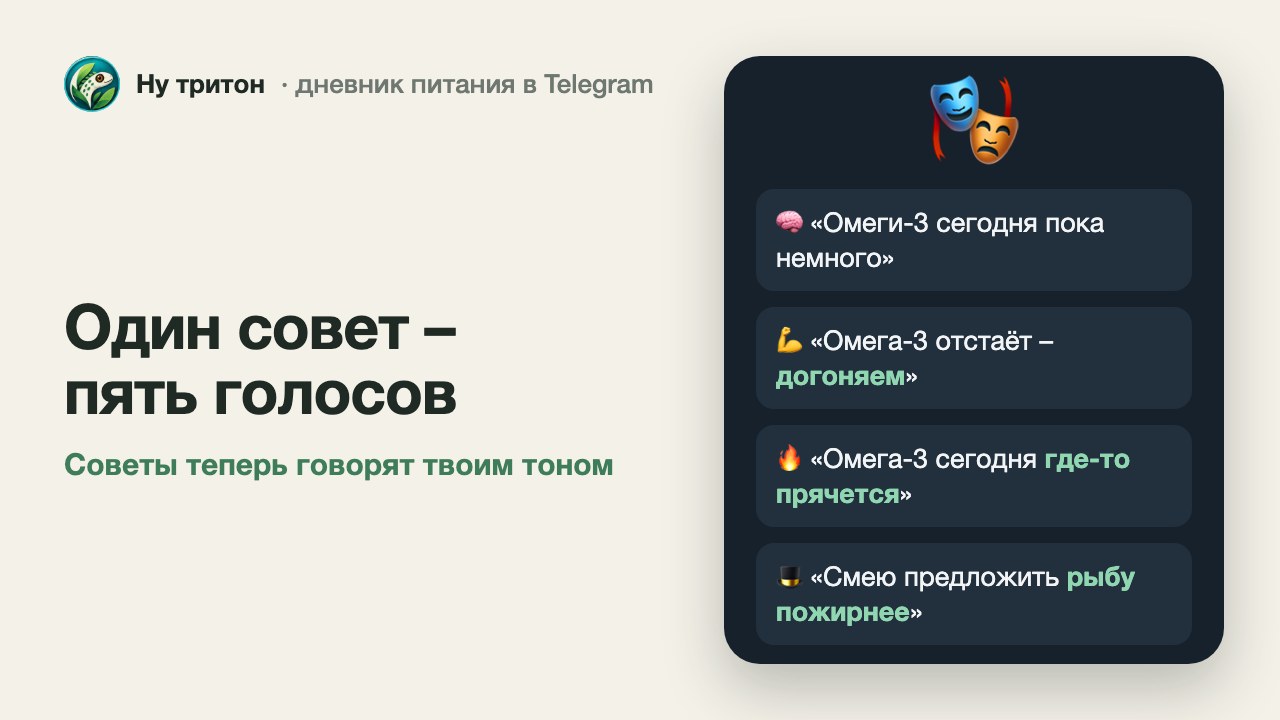 Ну тритон · дневник питания в Telegram
Один совет –
пять голосов
Советы теперь говорят твоим тоном
🧠 «Омеги-3 сегодня пока
немного»
💪 «Омега-3 отстаёт –
догоняем»
🔥 «Омега-3 сегодня где-то
прячется»
🎩 «Смею предложить рыбу
пожирнее»